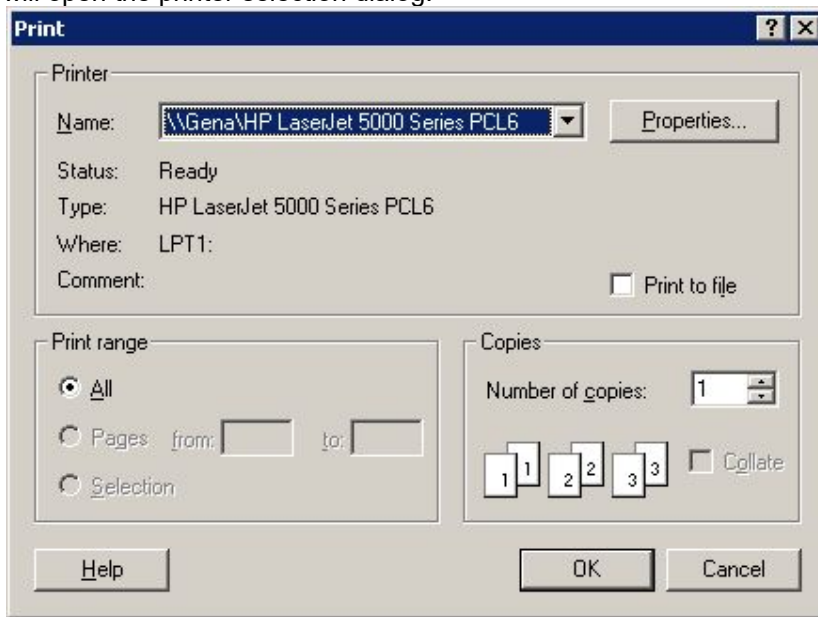 will open the printer selection dialog.
Print
Printer
Name: \\Gena\HP LaserJet 5000 Series PCL6 Properties...
Status: Ready
Type: HP LaserJet 5000 Series PCL6
Where: LPT1:
Comment: Print to file
Print range
All
Pages from: to:
Selection
Copies
Number of copies: 1
1 1 2 2 3 3 Collate
Help OK Cancel